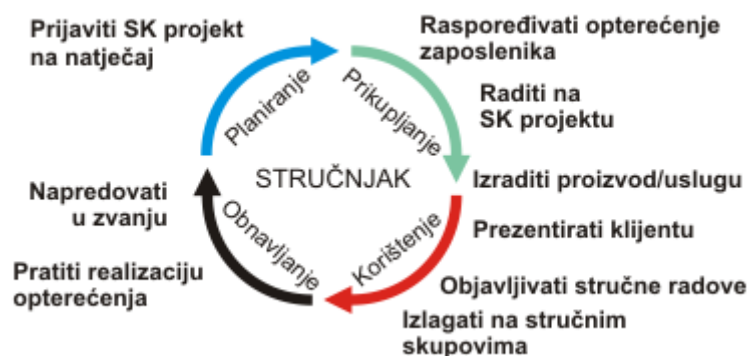 Prijaviti SK projekt
na natječaj
Raspoređivati opterećenje
zaposlenika
Raditi na
SK projektu
Izraditi proizvod/uslugu
Prezentirati klijentu
Objavljivati stručne radove
Izlagati na stručnim
skupovima
Pratiti realizaciju
opterećenja
Napredovati
u zvanju
Planiranje
Prikupljanje
STRUČNJAK
Korištenje
Obnavljanje